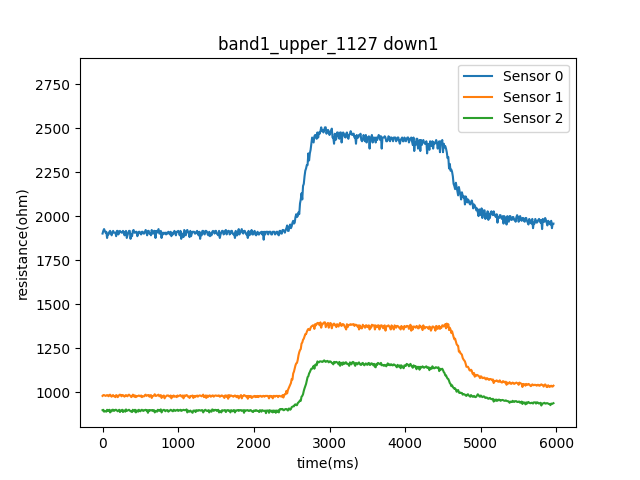 band1_upper_1127 down1
Sensor 0
Sensor 1
Sensor 2
resistance(ohm)
2750
2500
2250
2000
1750
1500
1250
1000
0 1000 2000 3000 4000 5000 6000
time(ms)